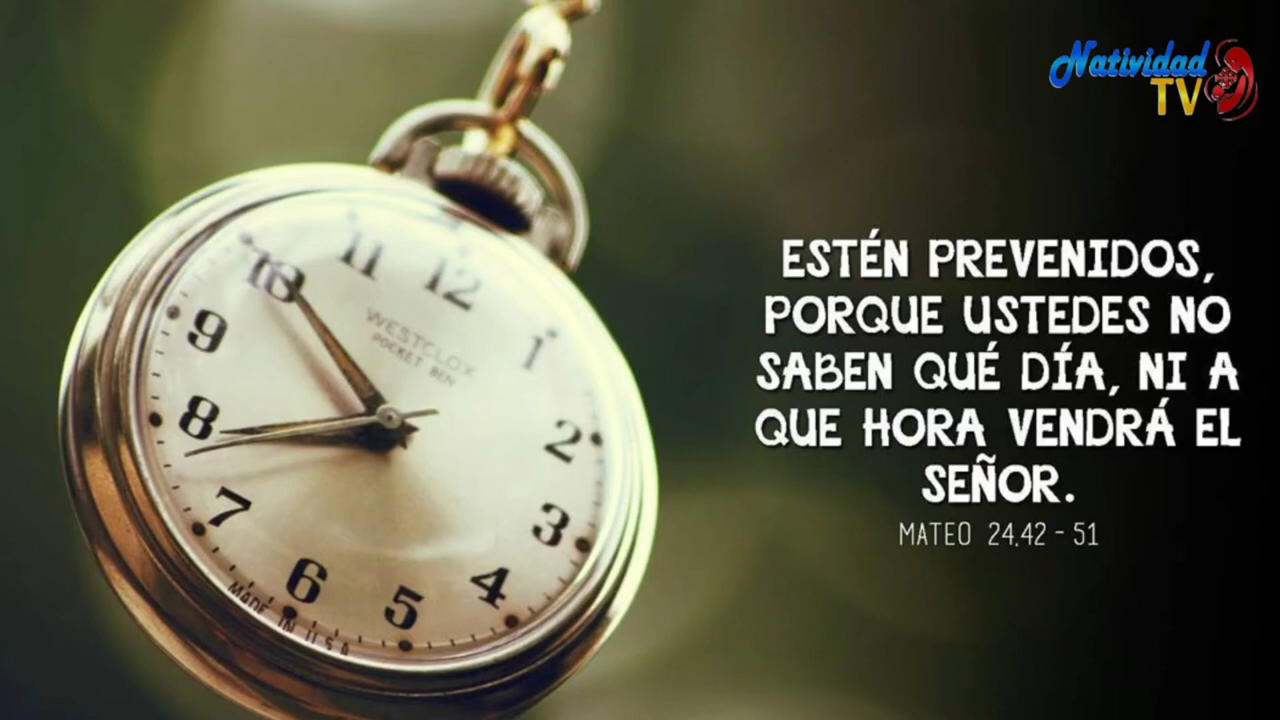 Natividad
TV
ESTÉN PREVENIDOS,
PORQUE USTEDES NO
SABEN QUÉ DÍA, NI A
QUE HORA VENDRÁ EL
SEÑOR.
MATEO 24,42 - 51
11
12
10
1
9
WESTCLOX
POCKET BEN
8
2
7
3
6
5
4
MADE IN U S A